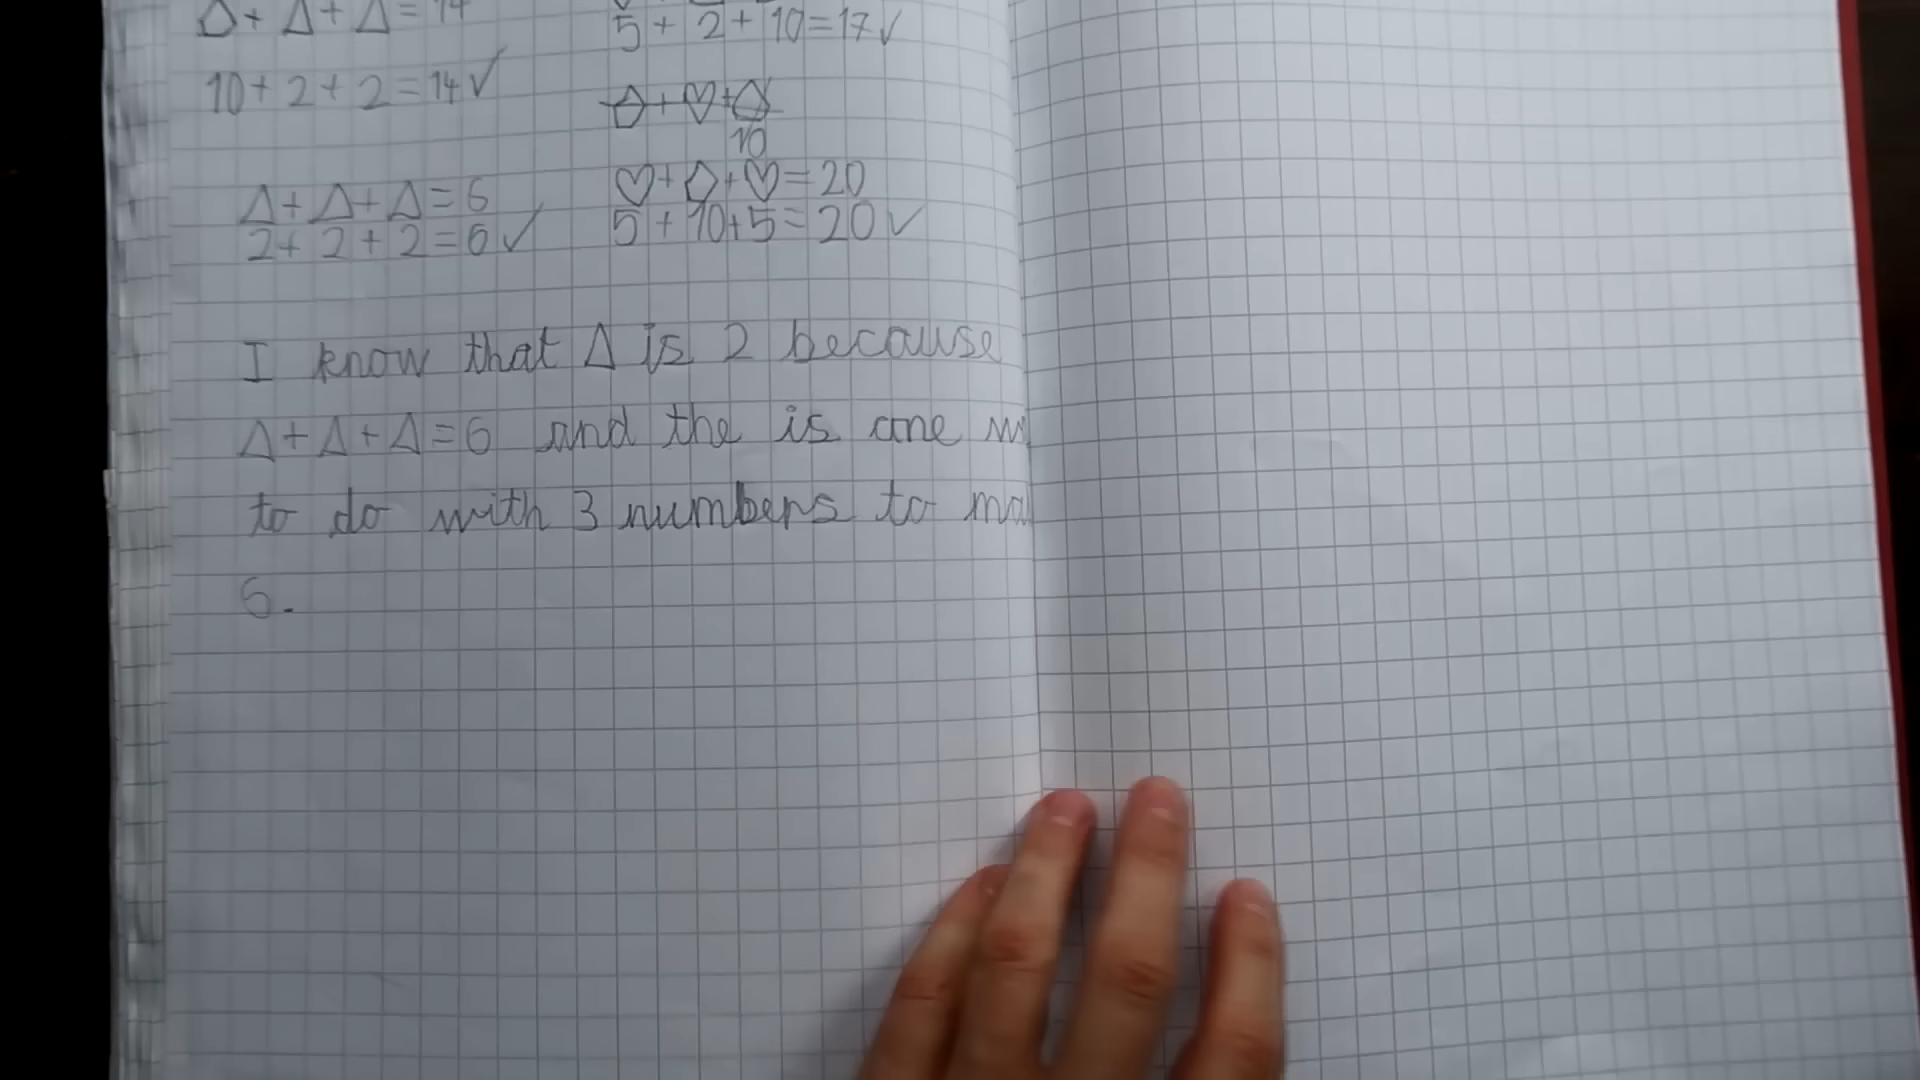 ⬠ + △ + △ = 14
10 + 2 + 2 = 14 ✓
△ + △ + △ = 6
2 + 2 + 2 = 6 ✓
5 + 2 + 10 = 17 ✓
⬠ + ♡ + ⬠
10
♡ + ⬠ + ♡ = 20
5 + 10 + 5 = 20 ✓
I know that △ is 2 because
△ + △ + △ = 6 and the is one
to do with 3 numbers to
6.